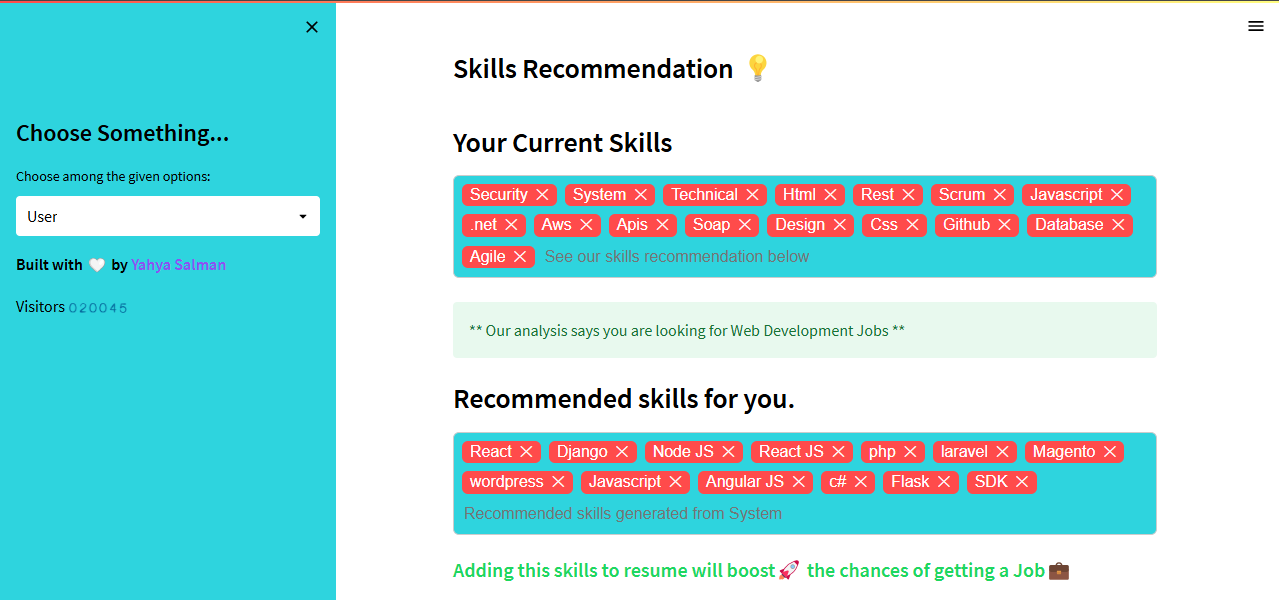 Choose Something...
Choose among the given options:
User
Built with 🤍 by Yahya Salman
Visitors 020045
Skills Recommendation 💡
Your Current Skills
Security System Technical Html Rest Scrum Javascript
.net Aws Apis Soap Design Css Github Database
Agile See our skills recommendation below
** Our analysis says you are looking for Web Development Jobs **
Recommended skills for you.
React Django Node JS React JS php laravel Magento
wordpress Javascript Angular JS c# Flask SDK
Recommended skills generated from System
Adding this skills to resume will boost🚀 the chances of getting a Job💼